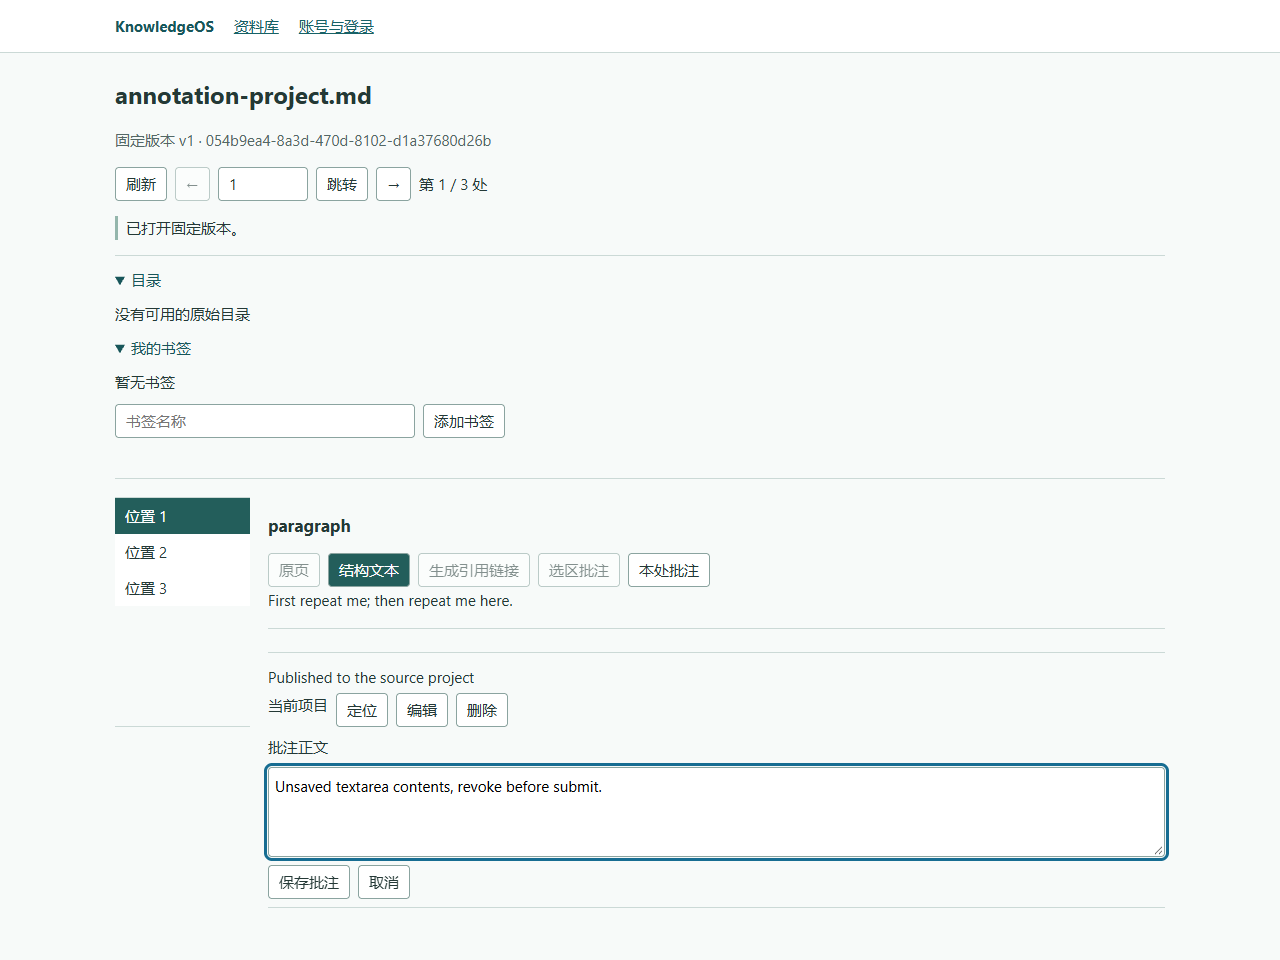 KnowledgeOS 资料库 账号与登录
annotation-project.md
固定版本 v1 · 054b9ea4-8a3d-470d-8102-d1a37680d26b
刷新 ← 1 跳转 → 第 1 / 3 处
已打开固定版本。
▼ 目录
没有可用的原始目录
▼ 我的书签
暂无书签
书签名称 添加书签
位置 1
位置 2
位置 3
paragraph
原页 结构文本 生成引用链接 选区批注 本处批注
First repeat me; then repeat me here.
Published to the source project
当前项目 定位 编辑 删除
批注正文
Unsaved textarea contents, revoke before submit.
保存批注 取消